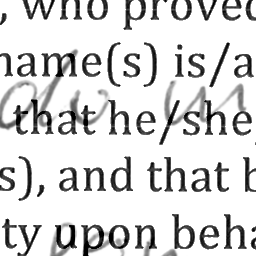 , who proved
name(s) is/a
that he/she,
s), and that b
ty upon beha